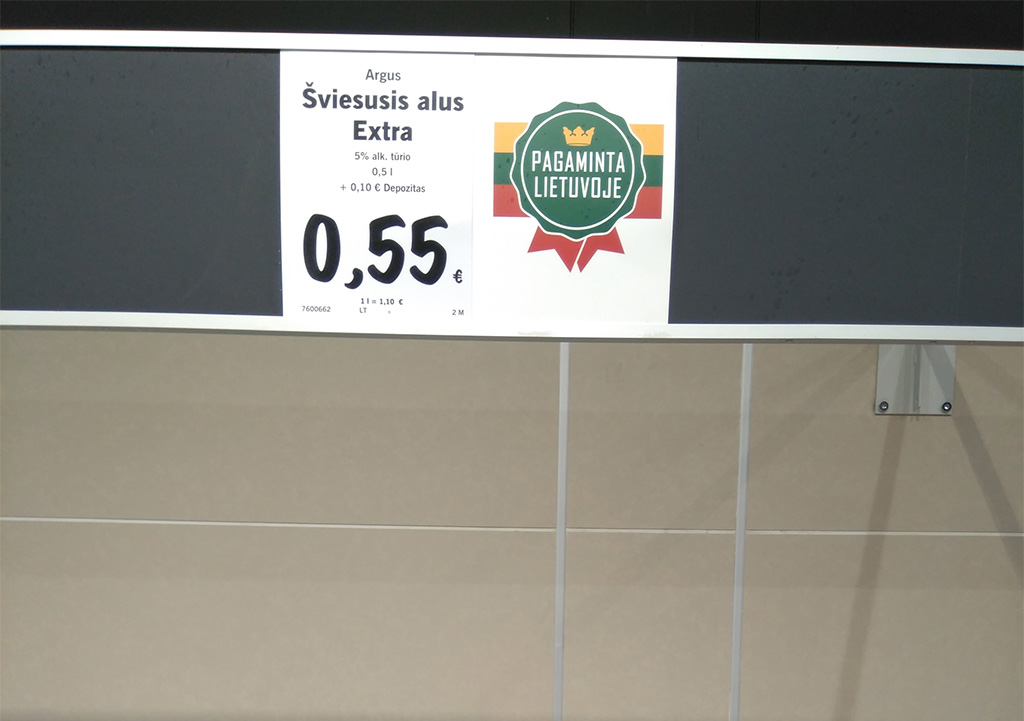 Argus
Šviesusis alus
Extra
5% alk. tūrio
0,5 l
+ 0,10 € Depozitas
0,55 €
1 l = 1,10 €
7600662 LT 2 M
PAGAMINTA
LIETUVOJE